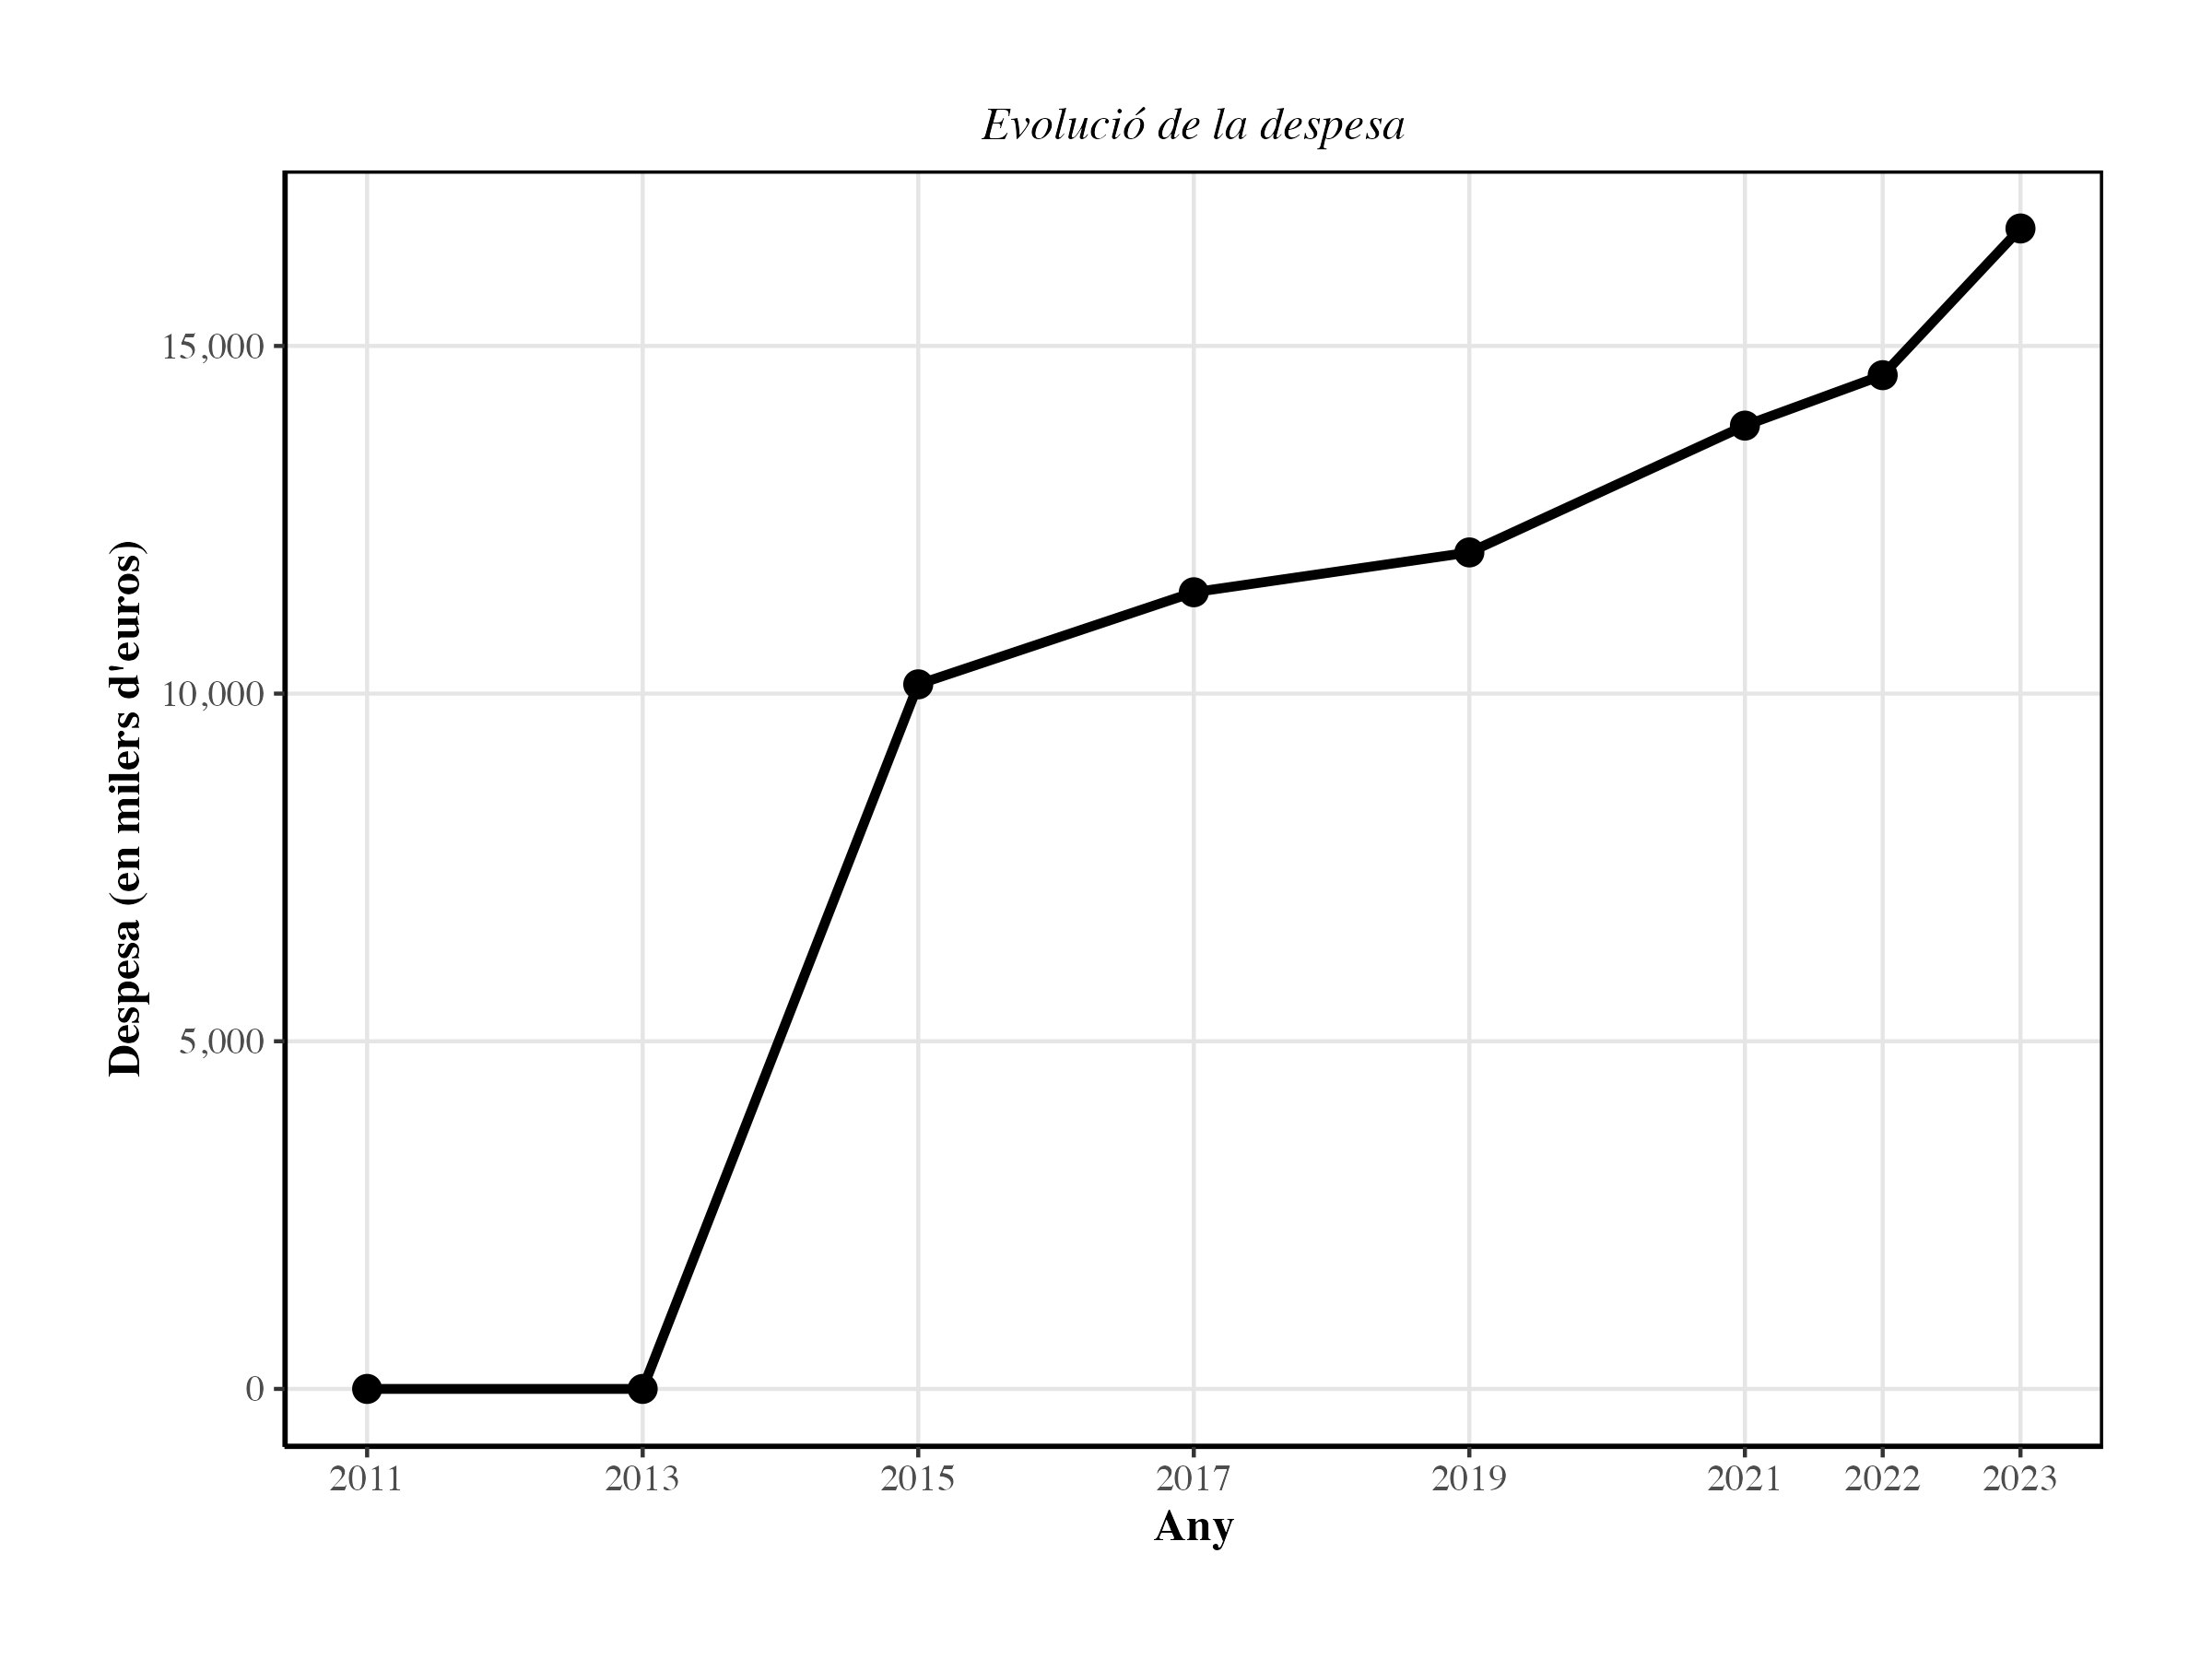 Evolució de la despesa
Despesa (en milers d'euros)
15,000
10,000
5,000
0
2011 2013 2015 2017 2019 2021 2022 2023
Any